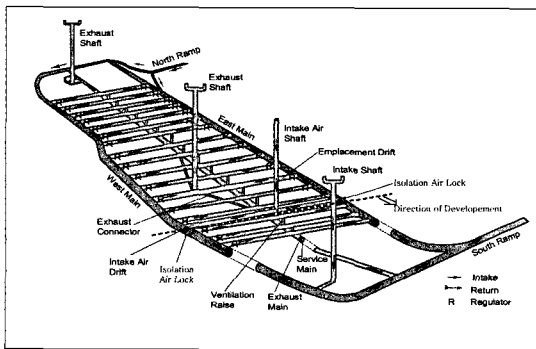 Exhaust
Shaft
North Ramp
Exhaust
Shaft
East Main
Intake Air
Shaft
Emplacement Drift
Intake Shaft
Isolation Air Lock
Direction of Developement
West Main
Exhaust
Connector
Intake Air
Drift
Isolation
Air Lock
Ventilation
Raise
Exhaust
Main
Service
Main
South Ramp
Intake
Return
R Regulator